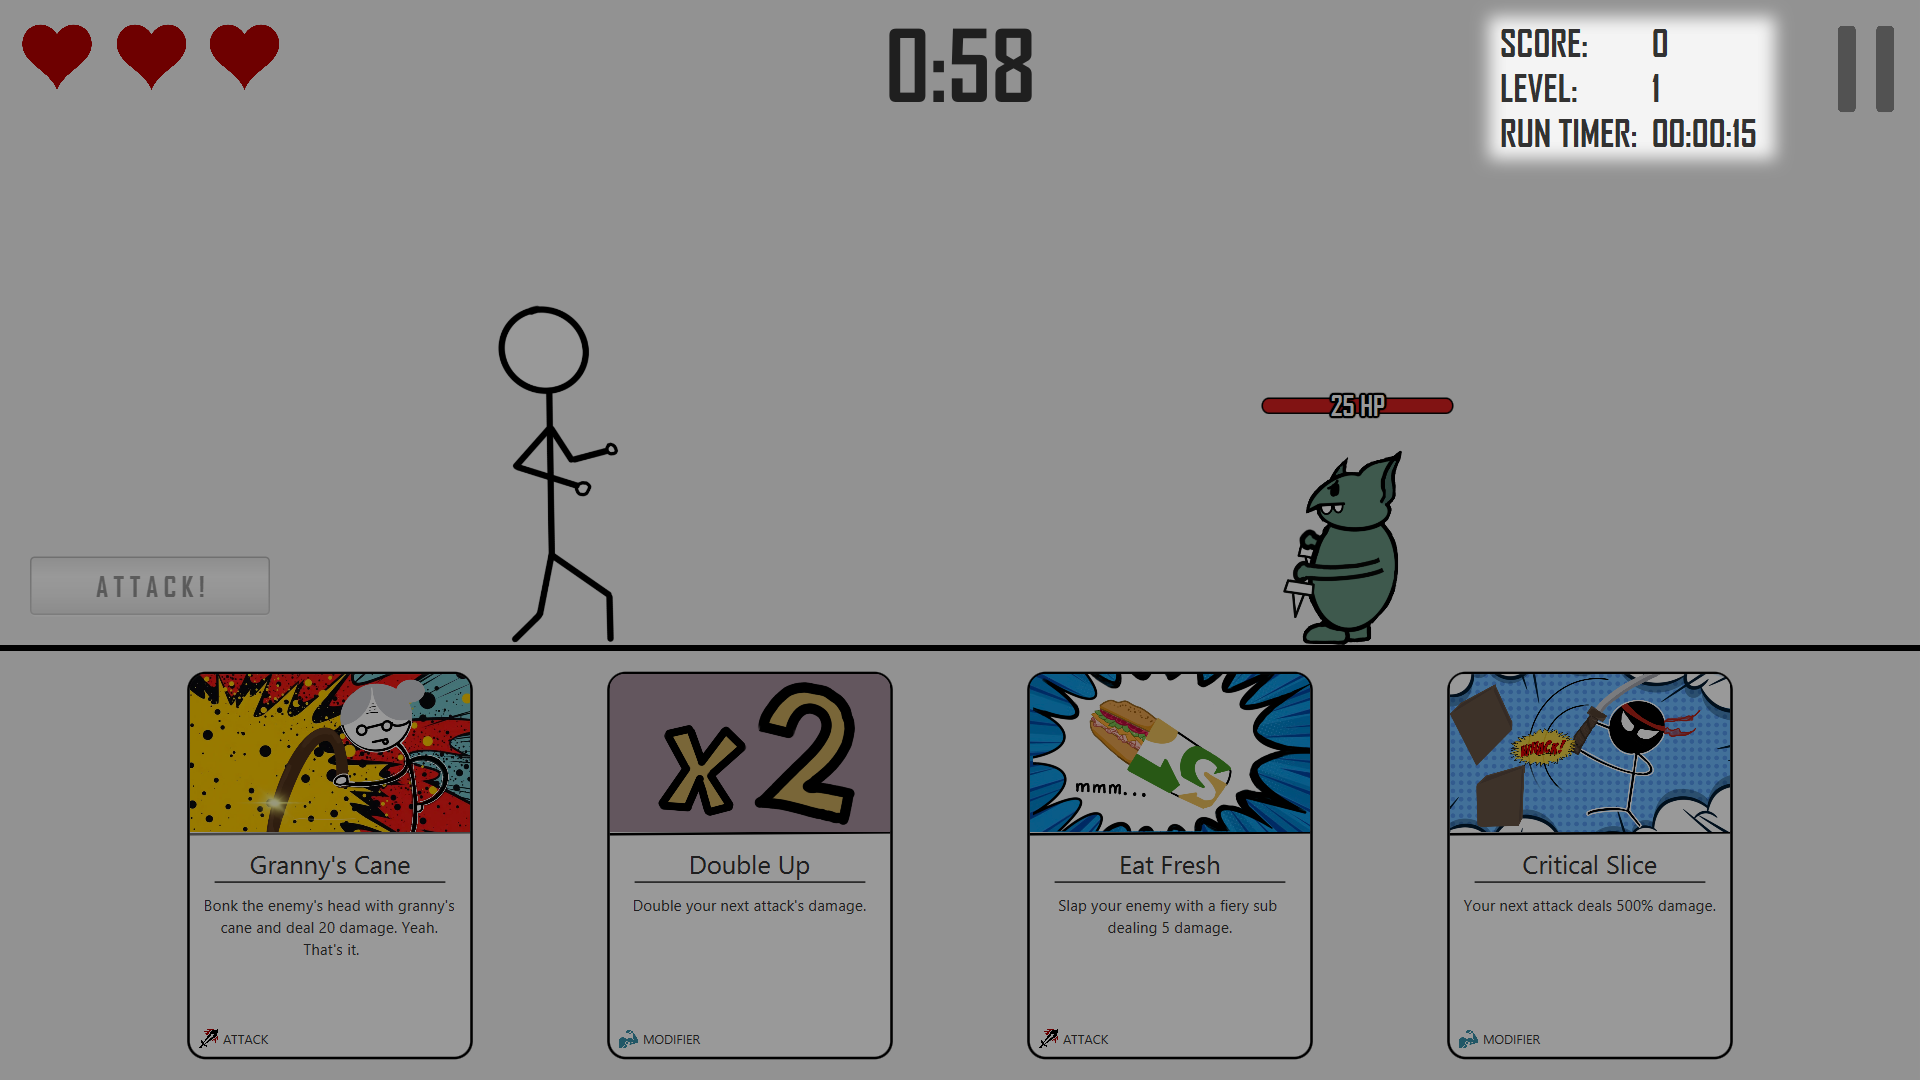 0:58
SCORE: 0
LEVEL: 1
RUN TIMER: 00:00:15
25 HP
ATTACK!
x2
mmm...
WHACK!
Granny's Cane
Bonk the enemy's head with granny's
cane and deal 20 damage. Yeah.
That's it.
ATTACK
Double Up
Double your next attack's damage.
MODIFIER
Eat Fresh
Slap your enemy with a fiery sub
dealing 5 damage.
ATTACK
Critical Slice
Your next attack deals 500% damage.
MODIFIER